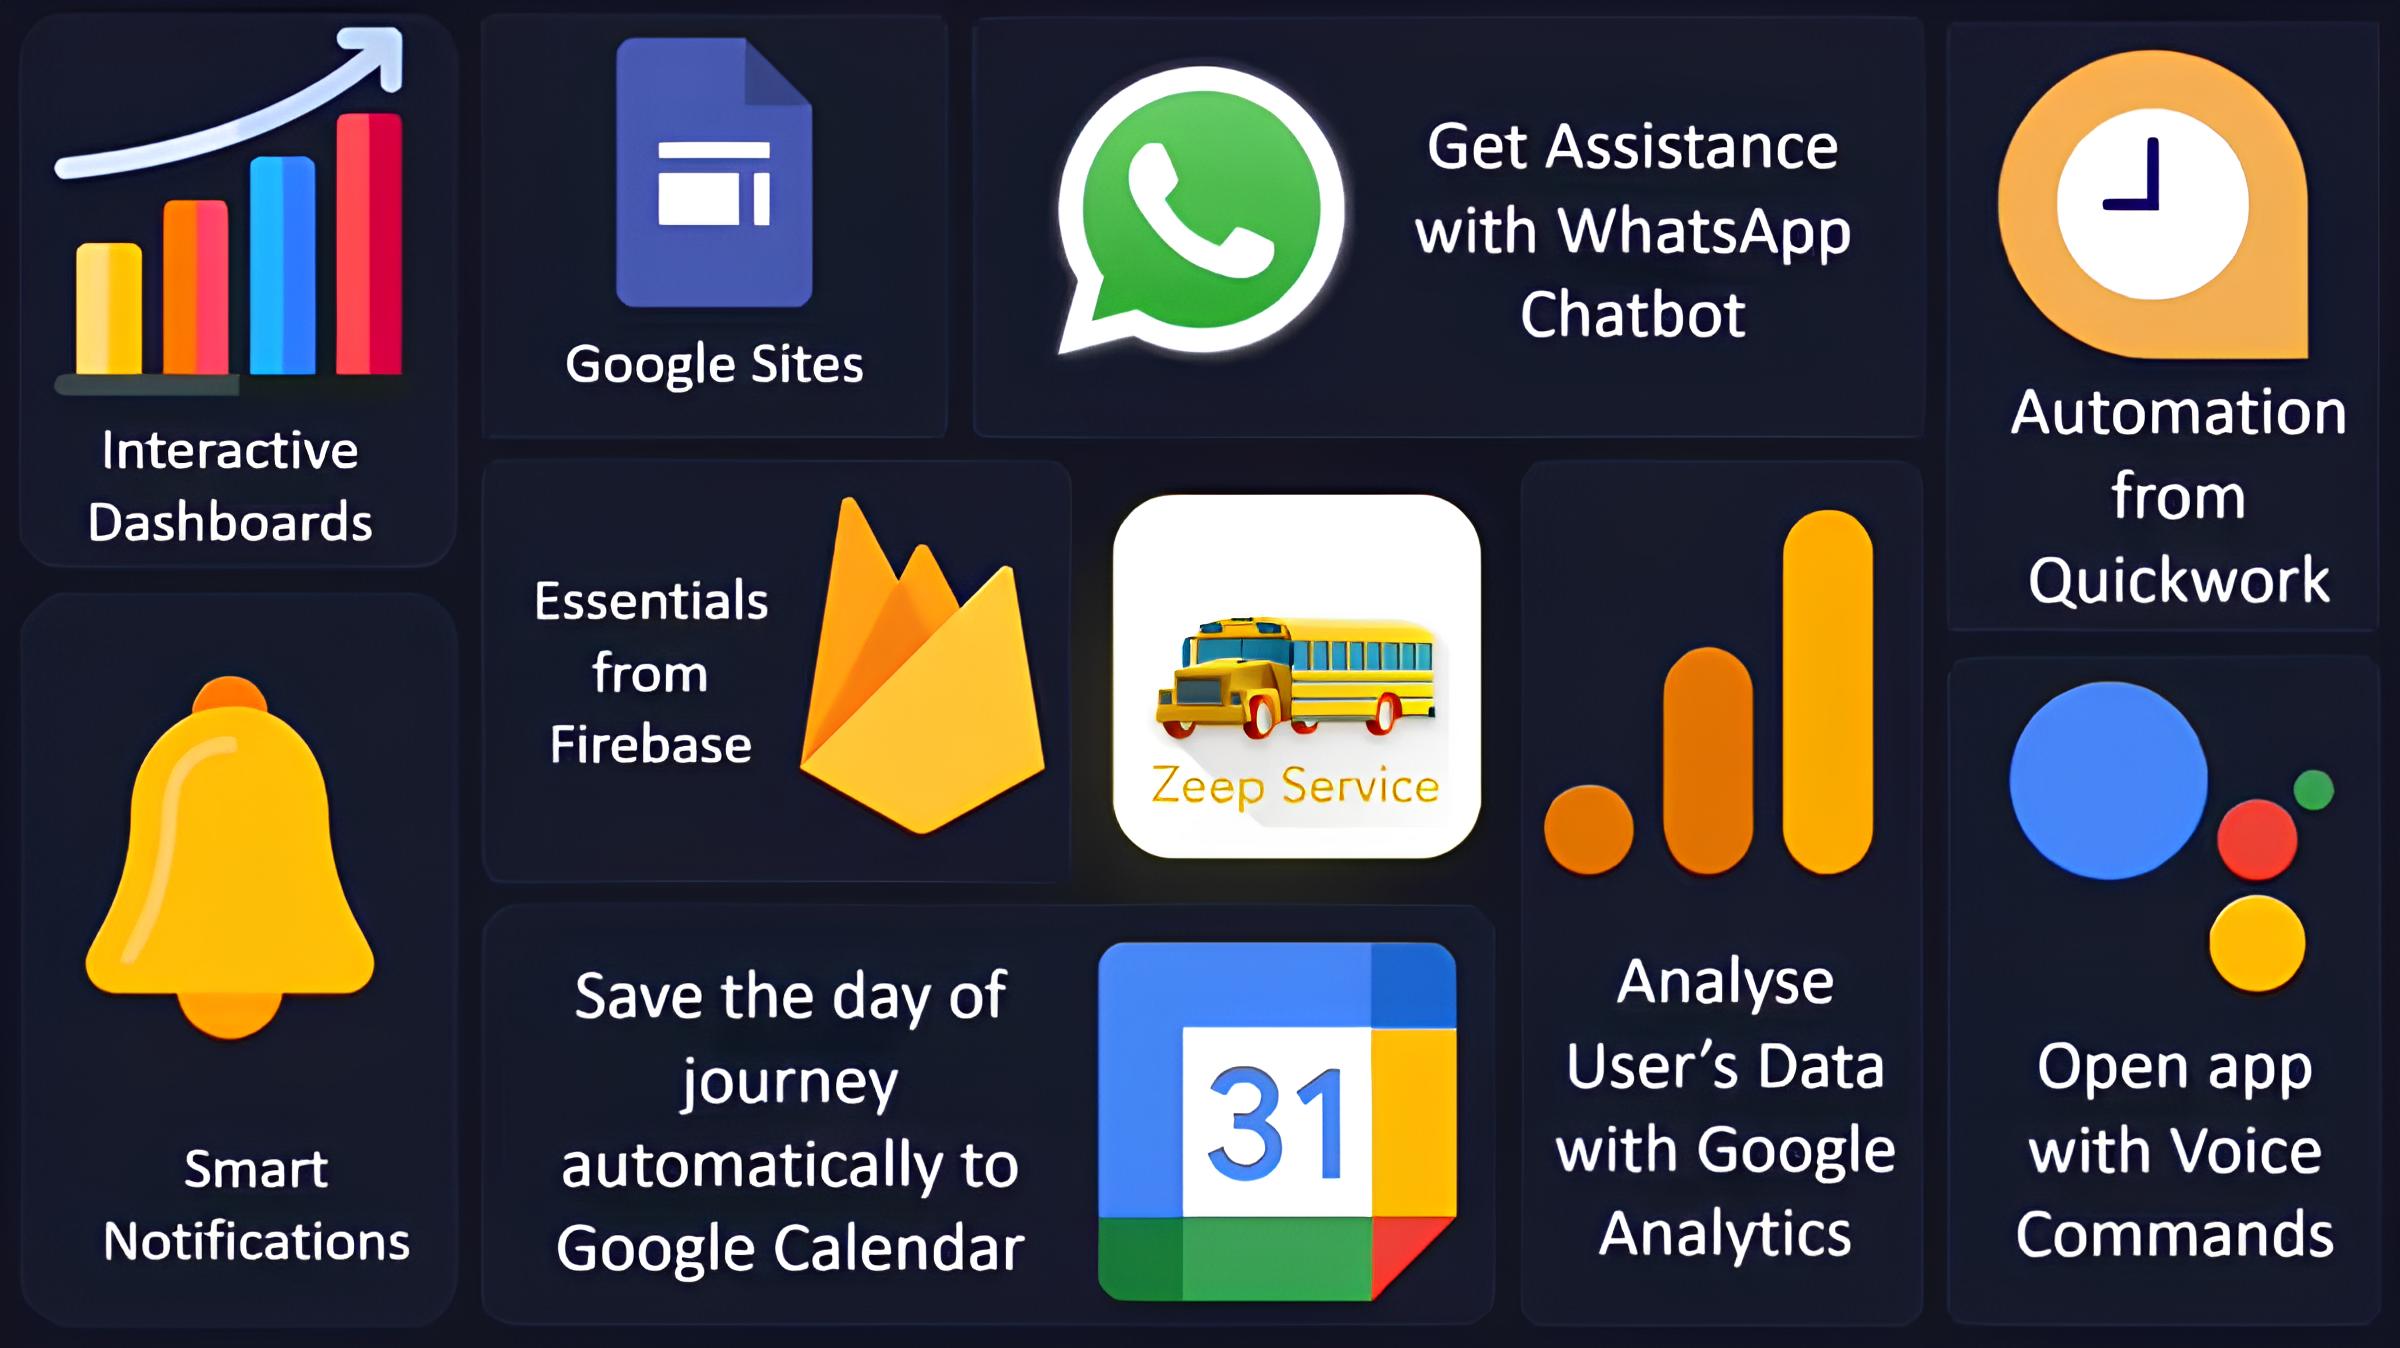 Interactive
Dashboards
Google Sites
Get Assistance
with WhatsApp
Chatbot
Automation
from
Quickwork
Essentials
from
Firebase
Zeep Service
Smart
Notifications
Save the day of
journey
automatically to
Google Calendar
31
Analyse
User’s Data
with Google
Analytics
Open app
with Voice
Commands